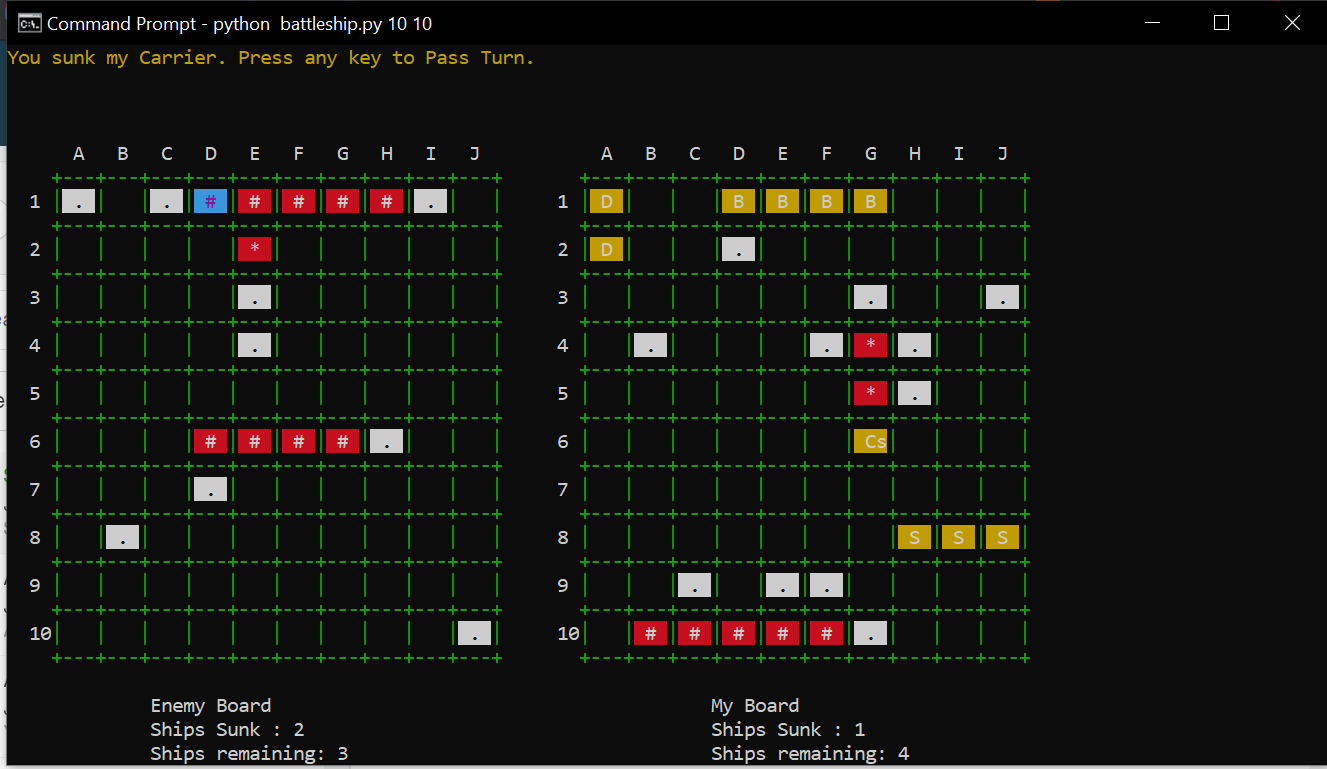 Command Prompt - python  battleship.py 10 10
You sunk my Carrier. Press any key to Pass Turn.
A B C D E F G H I J A B C D E F G H I J
1 . . # # # # # . 1 D B B B B
2 * 2 D .
3 . 3 . .
4 . 4 . . * .
5 5 * .
6 # # # # . 6 Cs
7 . 7
8 . 8 S S S
9 9 . . .
10 . 10 # # # # # .
Enemy Board My Board
Ships Sunk : 2 Ships Sunk : 1
Ships remaining: 3 Ships remaining: 4